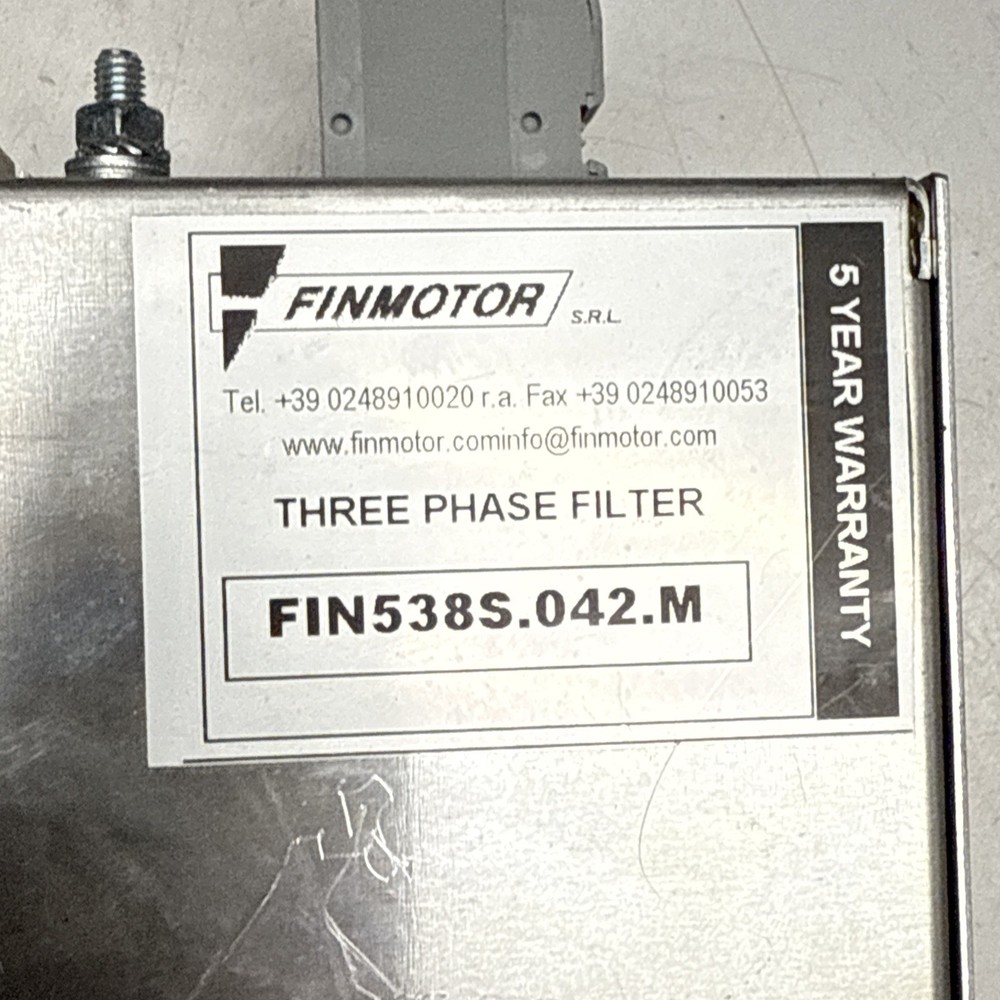 FINMOTOR S.R.L.
Tel. +39 0248910020 r.a. Fax +39 0248910053
www.finmotor.cominfo@finmotor.com
THREE PHASE FILTER
FIN538S.042.M
5 YEAR WARRANTY